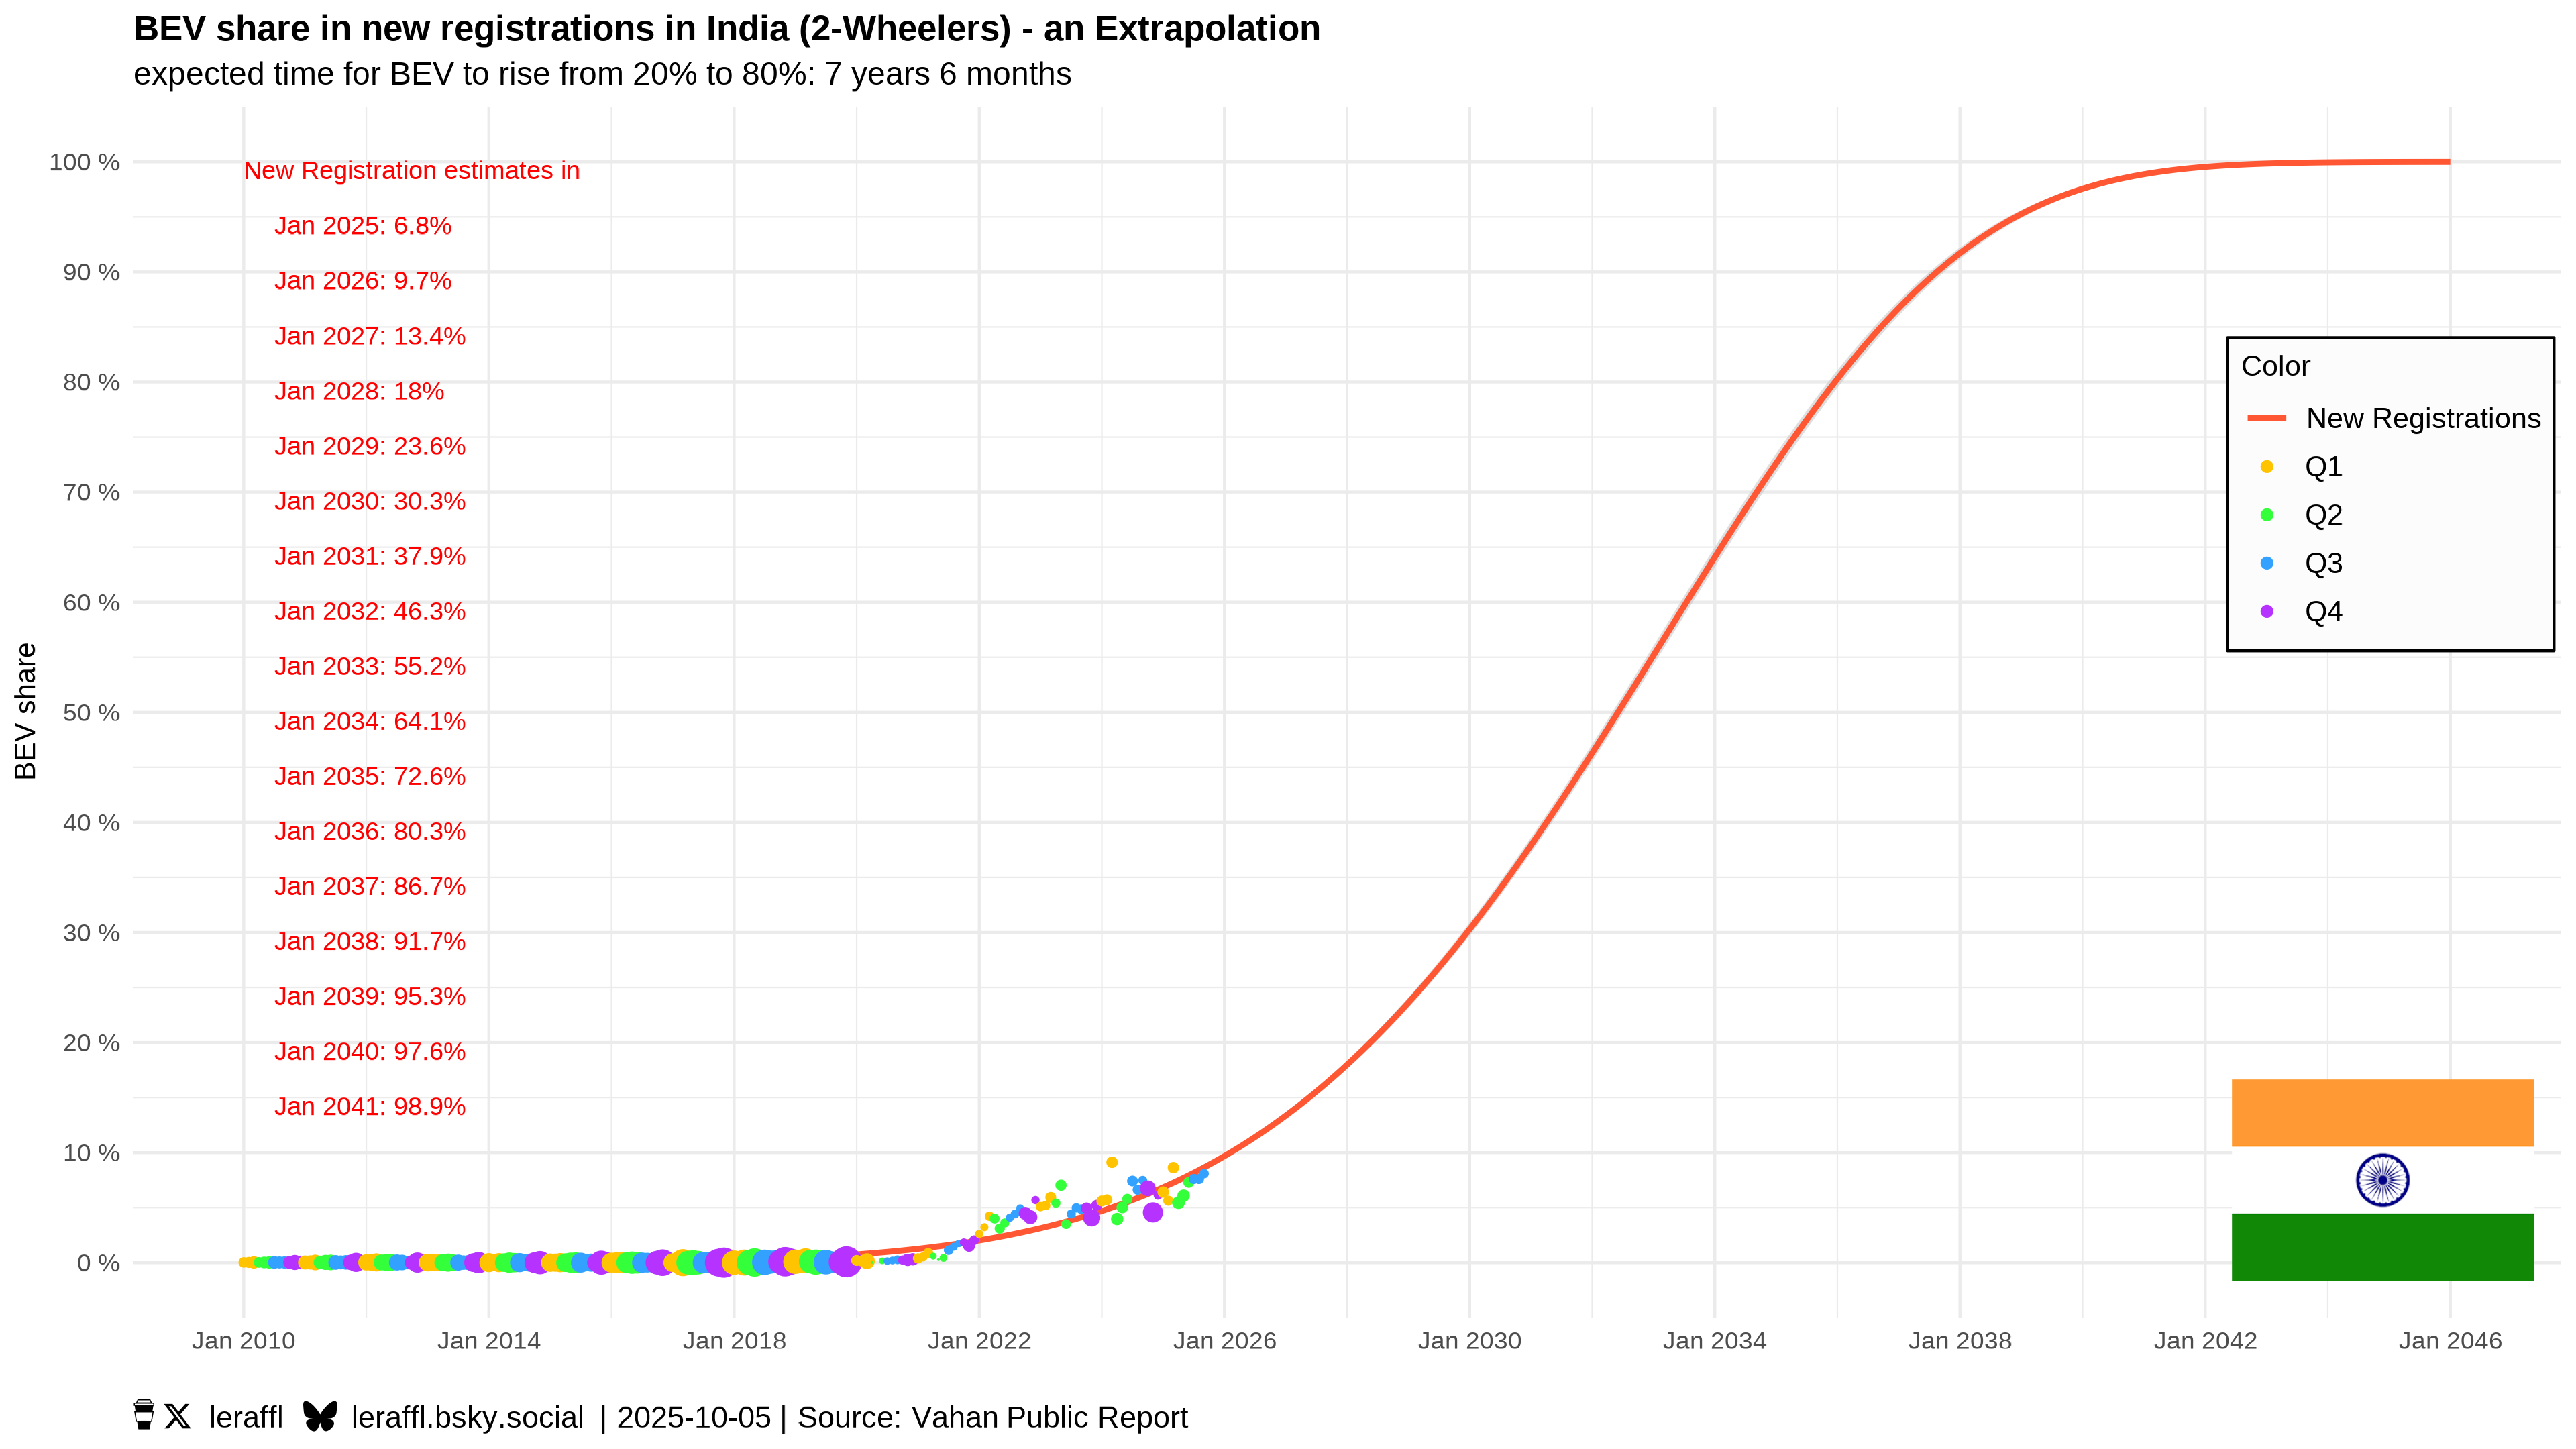 BEV share in new registrations in India (2-Wheelers) - an Extrapolation
expected time for BEV to rise from 20% to 80%: 7 years 6 months
BEV share
100 %
90 %
80 %
70 %
60 %
50 %
40 %
30 %
20 %
10 %
0 %
New Registration estimates in
Jan 2025: 6.8%
Jan 2026: 9.7%
Jan 2027: 13.4%
Jan 2028: 18%
Jan 2029: 23.6%
Jan 2030: 30.3%
Jan 2031: 37.9%
Jan 2032: 46.3%
Jan 2033: 55.2%
Jan 2034: 64.1%
Jan 2035: 72.6%
Jan 2036: 80.3%
Jan 2037: 86.7%
Jan 2038: 91.7%
Jan 2039: 95.3%
Jan 2040: 97.6%
Jan 2041: 98.9%
Color
New Registrations
Q1
Q2
Q3
Q4
Jan 2010 Jan 2014 Jan 2018 Jan 2022 Jan 2026 Jan 2030 Jan 2034 Jan 2038 Jan 2042 Jan 2046
leraffl leraffl.bsky.social | 2025-10-05 | Source: Vahan Public Report